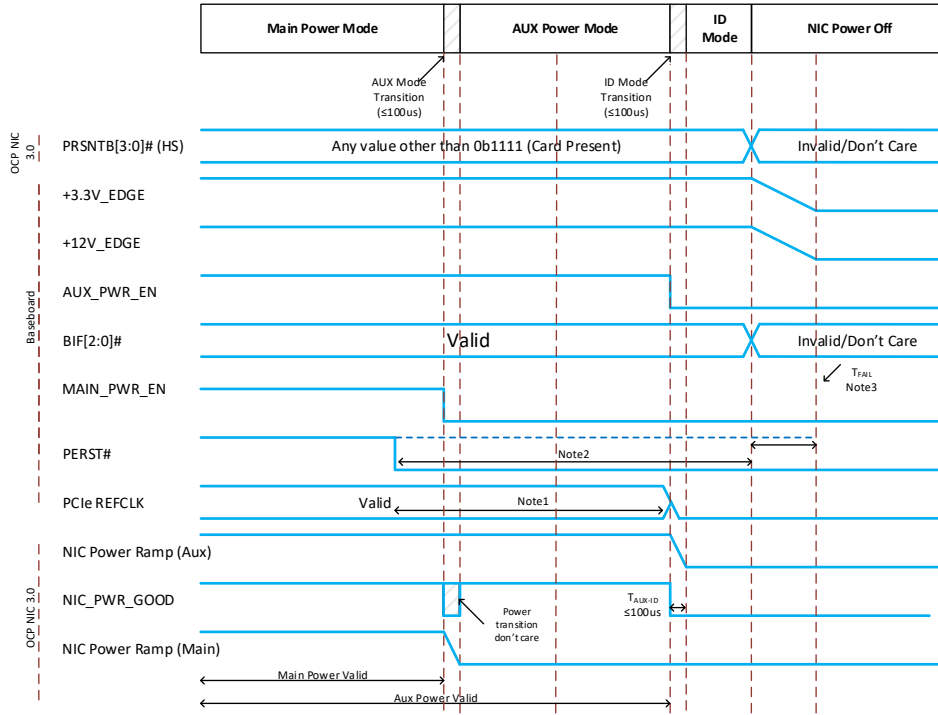 Main Power Mode
AUX Power Mode
ID
Mode
NIC Power Off
AUX Mode
Transition
(≤100us)
ID Mode
Transition
(≤100us)
OCP NIC
3.0
PRSNTB[3:0]# (HS)
Any value other than 0b1111 (Card Present)
Invalid/Don't Care
+3.3V_EDGE
+12V_EDGE
AUX_PWR_EN
Baseboard
BIF[2:0]#
Valid
Invalid/Don't Care
TFAIL
Note3
MAIN_PWR_EN
PERST#
Note2
PCIe REFCLK
Valid
Note1
NIC Power Ramp (Aux)
OCP NIC 3.0
NIC_PWR_GOOD
Power
transition
don't care
TAUX-ID
≤100us
NIC Power Ramp (Main)
Main Power Valid
Aux Power Valid